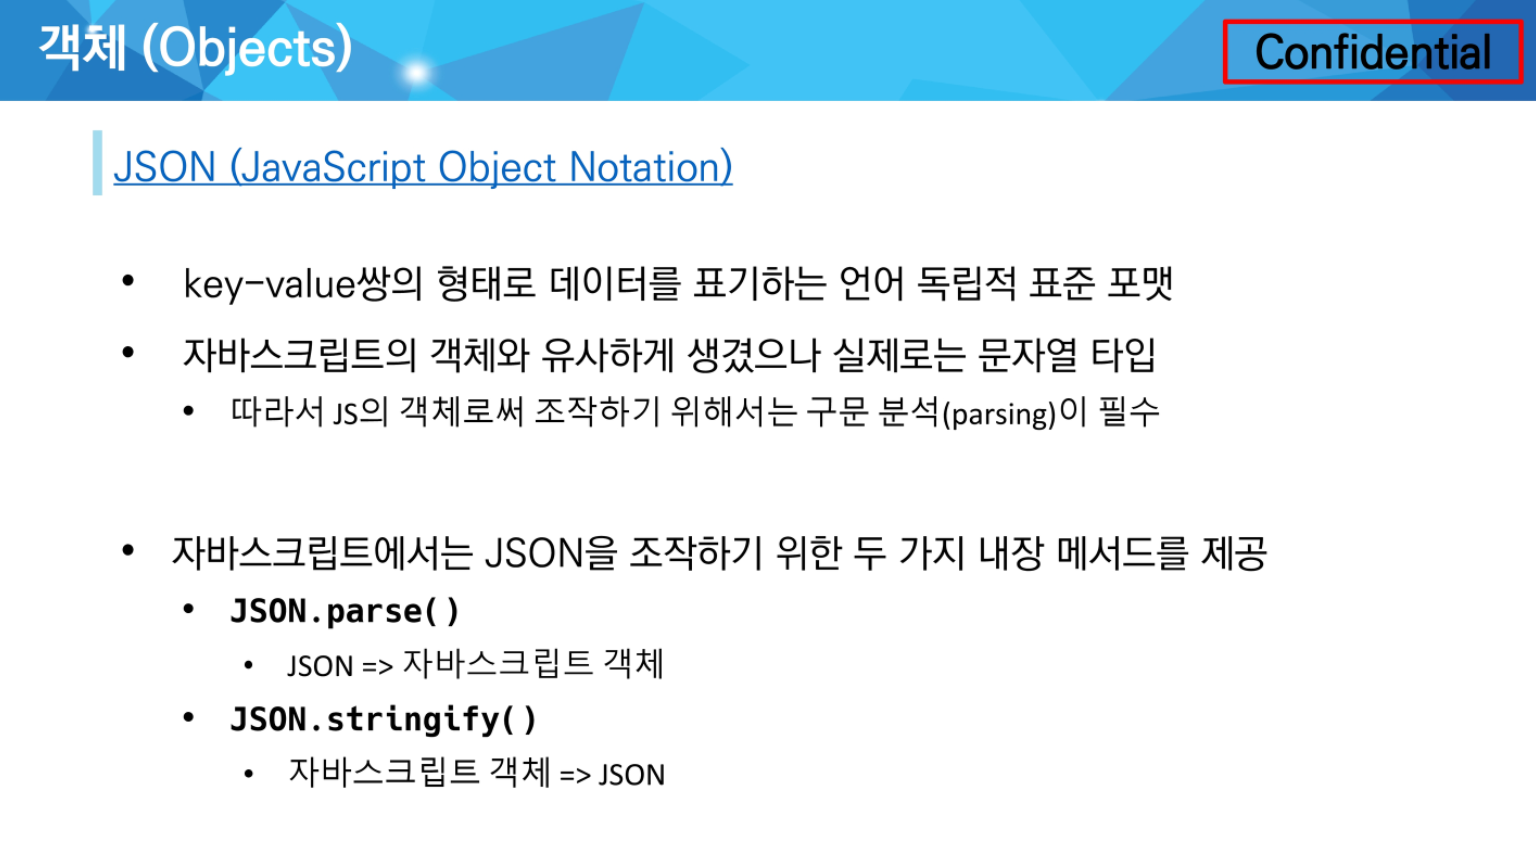 객체 (Objects)
Confidential
JSON (JavaScript Object Notation)
• key-value쌍의 형태로 데이터를 표기하는 언어 독립적 표준 포맷
• 자바스크립트의 객체와 유사하게 생겼으나 실제로는 문자열 타입
• 따라서 JS의 객체로써 조작하기 위해서는 구문 분석(parsing)이 필수
• 자바스크립트에서는 JSON을 조작하기 위한 두 가지 내장 메서드를 제공
• JSON.parse()
• JSON => 자바스크립트 객체
• JSON.stringify()
• 자바스크립트 객체 => JSON